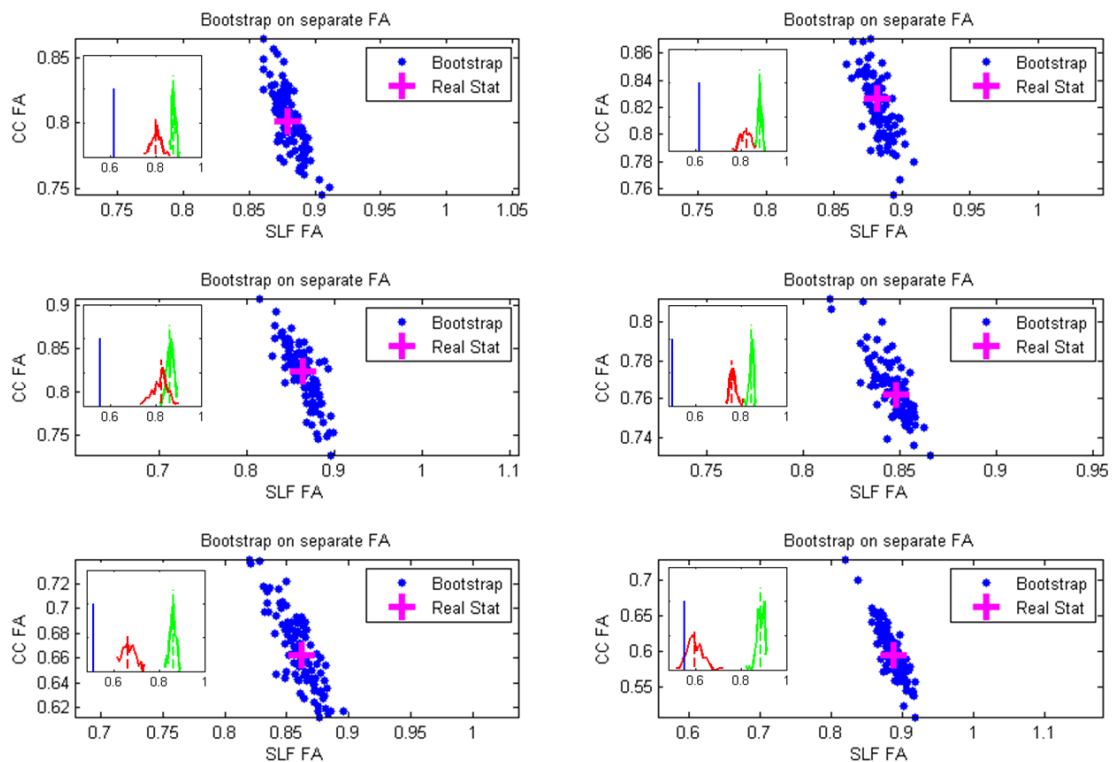 Bootstrap on separate FA
CC FA
0.85
0.8
0.75
Bootstrap
Real Stat
0.6 0.8 1
0.75 0.8 0.85 0.9 0.95 1 1.05
SLF FA
Bootstrap on separate FA
CC FA
0.86
0.84
0.82
0.8
0.78
0.76
Bootstrap
Real Stat
0.6 0.8 1
0.75 0.8 0.85 0.9 0.95 1
SLF FA
Bootstrap on separate FA
CC FA
0.9
0.85
0.8
0.75
Bootstrap
Real Stat
0.6 0.8 1
0.7 0.8 0.9 1 1.1
SLF FA
Bootstrap on separate FA
CC FA
0.8
0.78
0.76
0.74
Bootstrap
Real Stat
0.6 0.8 1
0.75 0.8 0.85 0.9 0.95
SLF FA
Bootstrap on separate FA
CC FA
0.72
0.7
0.68
0.66
0.64
0.62
Bootstrap
Real Stat
0.6 0.8 1
0.7 0.75 0.8 0.85 0.9 0.95 1
SLF FA
Bootstrap on separate FA
CC FA
0.7
0.65
0.6
0.55
Bootstrap
Real Stat
0.6 0.8 1
0.6 0.7 0.8 0.9 1 1.1
SLF FA